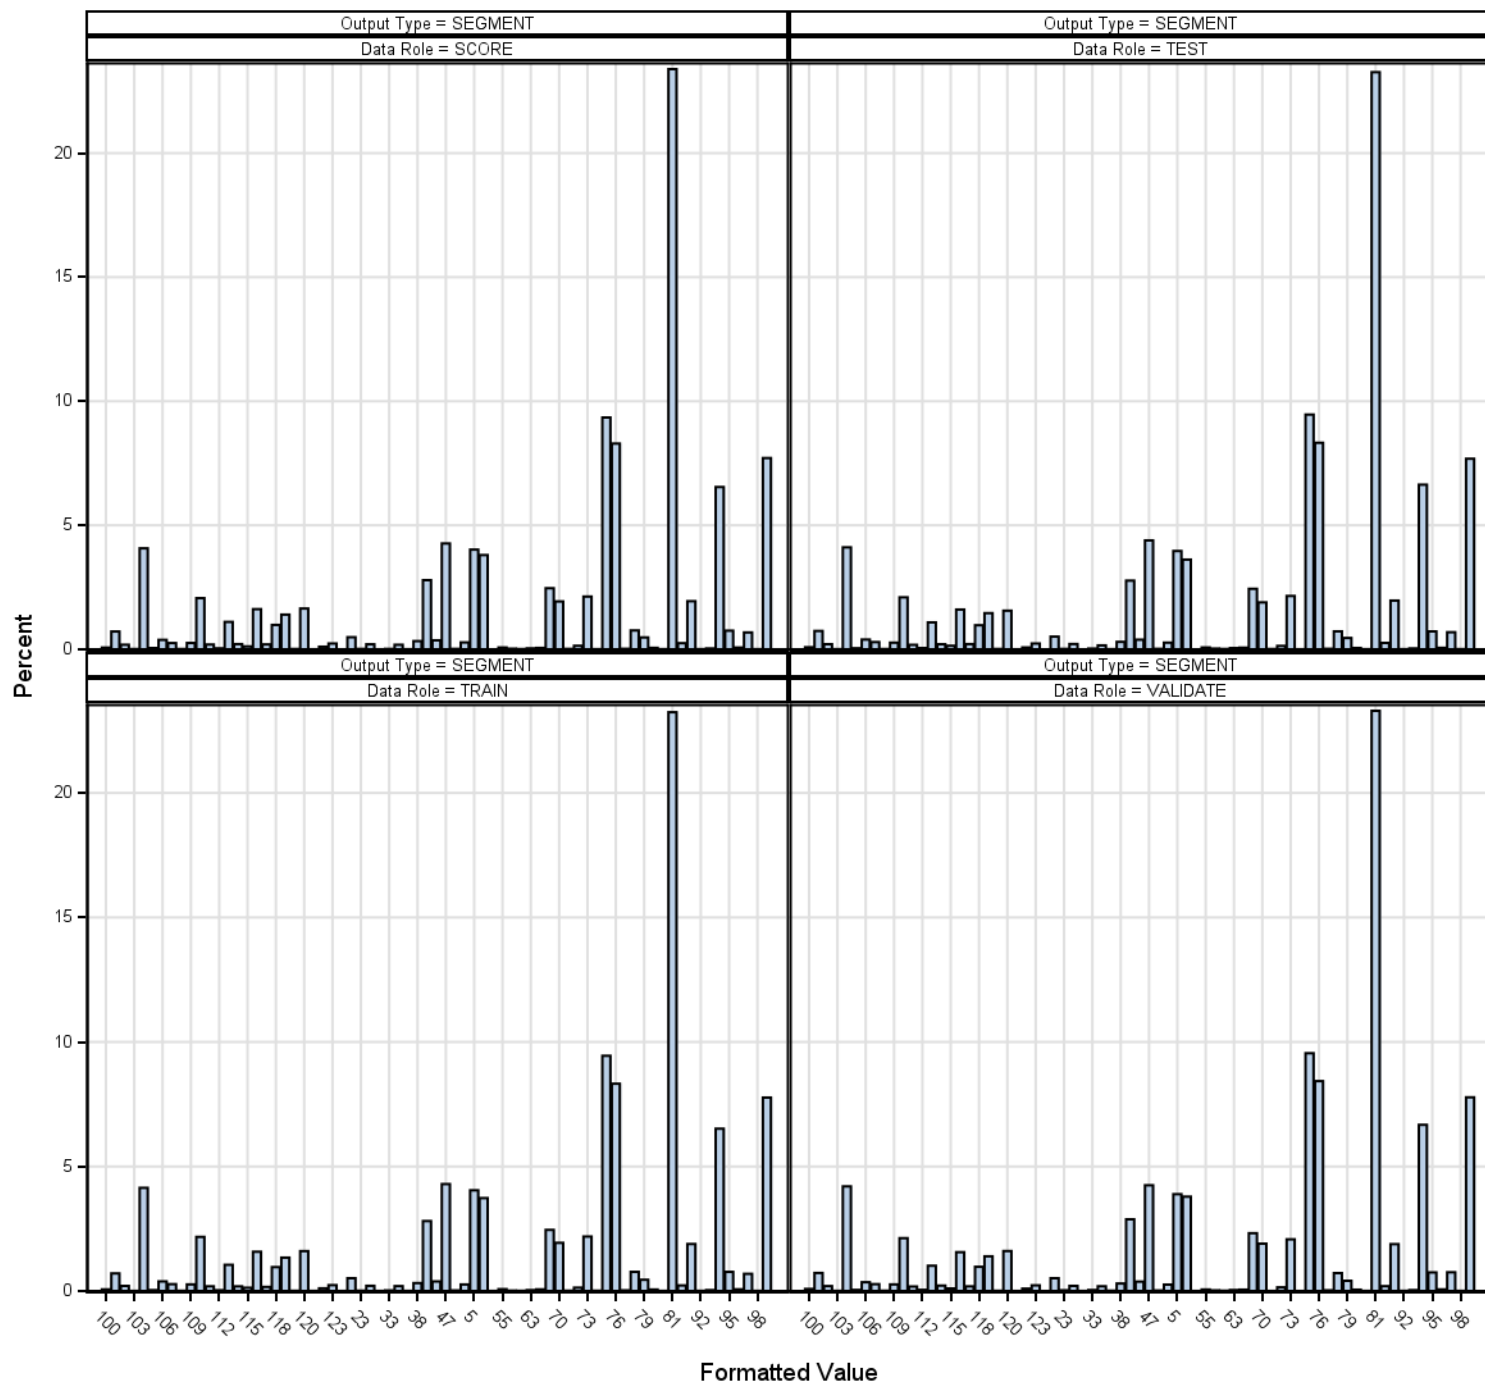 Output Type = SEGMENT
Output Type = SEGMENT
Data Role = SCORE
Data Role = TEST
20
15
10
5
0
Output Type = SEGMENT
Output Type = SEGMENT
Data Role = TRAIN
Data Role = VALIDATE
20
15
10
5
0
Percent
100 103 106 109 112 115 118 120 123 23 33 38 47 5 55 63 70 73 76 79 81 92 95 98
100 103 106 109 112 115 118 120 123 23 33 38 47 5 55 63 70 73 76 79 81 92 95 98
Formatted Value